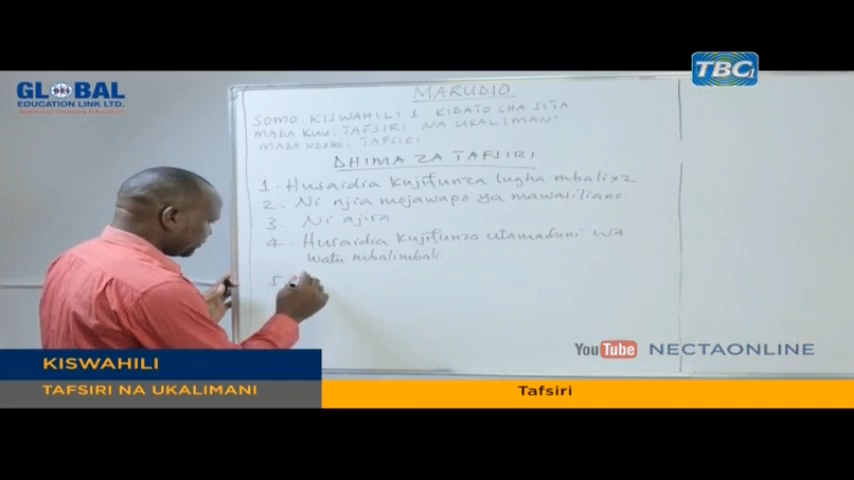 GLOBAL
EDUCATION LINK LTD.
TBC1
MARUDIO
SOMO: KISWAHILI 1 KIDATO CHA SITA
MADA KUU: TAFSIRI NA UKALIMANI
MADA NDOGO: TAFSIRI
DHIMA ZA TAFSIRI
1. Husaidia kujifunza lugha mbali x2
2. Ni njia mojawapo ya mawasiliano.
3. Ni ajira
4. Husaidia kujifunza utamaduni wa
watu mbalimbali.
5
YouTube NECTAONLINE
KISWAHILI
TAFSIRI NA UKALIMANI
Tafsiri